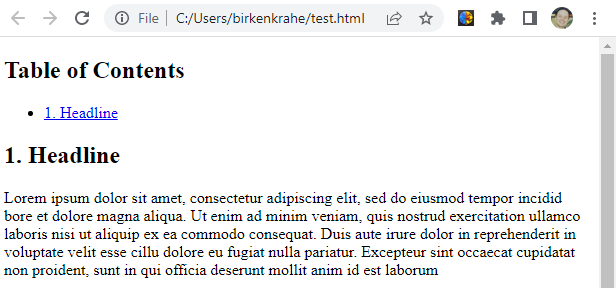 File C:/Users/birkenkrahe/test.html
Table of Contents
1. Headline
1. Headline
Lorem ipsum dolor sit amet, consectetur adipiscing elit, sed do eiusmod tempor incidid
bore et dolore magna aliqua. Ut enim ad minim veniam, quis nostrud exercitation ullamco
laboris nisi ut aliquip ex ea commodo consequat. Duis aute irure dolor in reprehenderit in
voluptate velit esse cillu dolore eu fugiat nulla pariatur. Excepteur sint occaecat cupidatat
non proident, sunt in qui officia deserunt mollit anim id est laborum